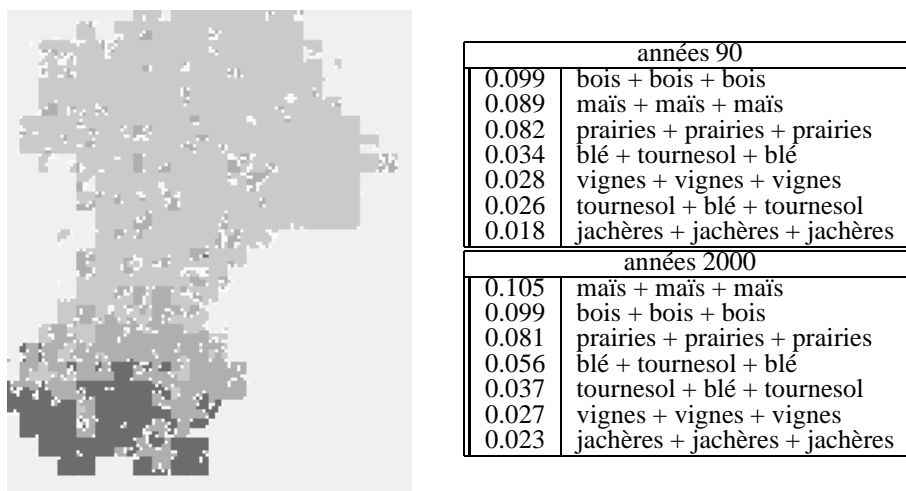 années 90
0.099 bois + bois + bois
0.089 maïs + maïs + maïs
0.082 prairies + prairies + prairies
0.034 blé + tournesol + blé
0.028 vignes + vignes + vignes
0.026 tournesol + blé + tournesol
0.018 jachères + jachères + jachères
années 2000
0.105 maïs + maïs + maïs
0.099 bois + bois + bois
0.081 prairies + prairies + prairies
0.056 blé + tournesol + blé
0.037 tournesol + blé + tournesol
0.027 vignes + vignes + vignes
0.023 jachères + jachères + jachères